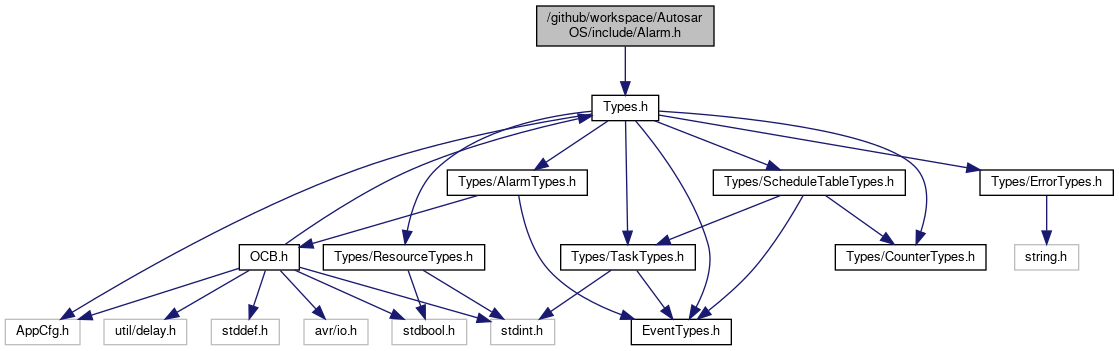 /github/workspace/Autosar
OS/include/Alarm.h
Types.h
Types/AlarmTypes.h
Types/ScheduleTableTypes.h
Types/ErrorTypes.h
OCB.h
Types/ResourceTypes.h
Types/TaskTypes.h
Types/CounterTypes.h
string.h
AppCfg.h
util/delay.h
stddef.h
avr/io.h
stdbool.h
stdint.h
EventTypes.h